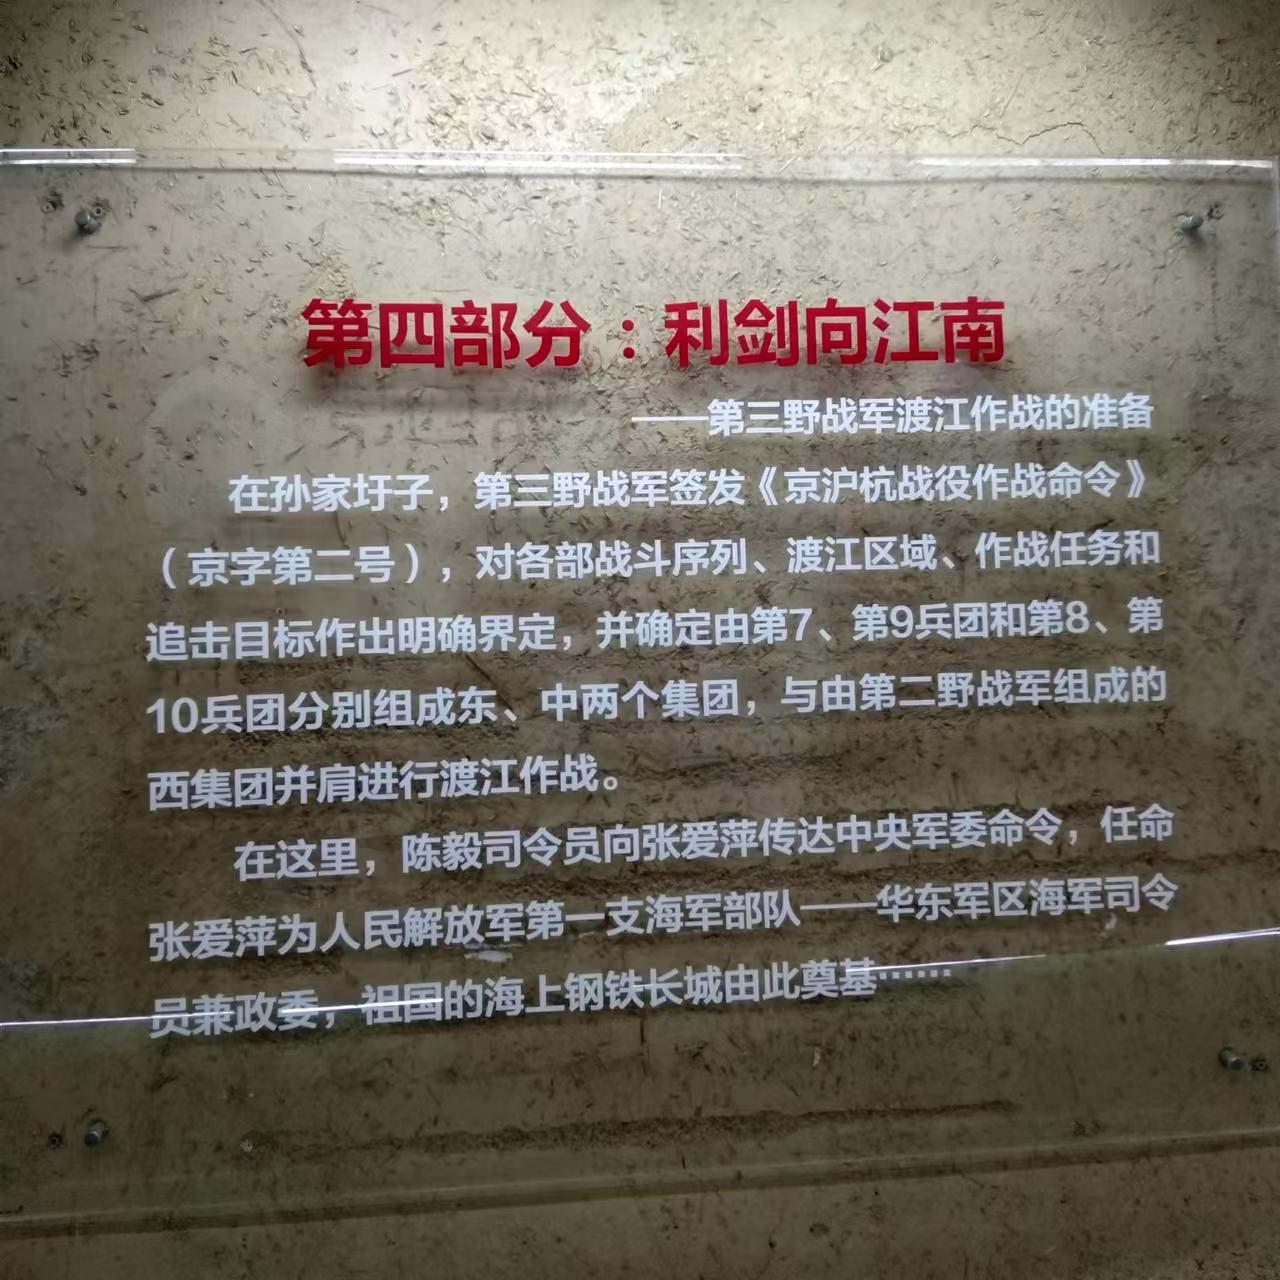 第四部分：利剑向江南
——第三野战军渡江作战的准备
在孙家圩子，第三野战军签发《京沪杭战役作战命令》
（京字第二号），对各部战斗序列、渡江区域、作战任务和
追击目标作出明确界定，并确定由第7、第9兵团和第8、第
10兵团分别组成东、中两个集团，与由第二野战军组成的
西集团并肩进行渡江作战。
在这里，陈毅司令员向张爱萍传达中央军委命令，任命
张爱萍为人民解放军第一支海军部队——华东军区海军司令
员兼政委，祖国的海上钢铁长城由此奠基……